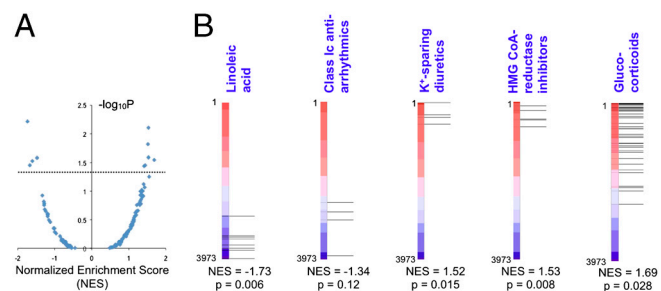 A
-log10P
2.5
2
1.5
1
0.5
0
-2 -1 0 1 2
Normalized Enrichment Score
(NES)
B
Linoleic
acid
1
3973
NES = -1.73
p = 0.006
Class Ic anti-
arrhythmics
1
3973
NES = -1.34
p = 0.12
K+-sparing
diuretics
1
3973
NES = 1.52
p = 0.015
HMG CoA-
reductase
inhibitors
1
3973
NES = 1.53
p = 0.008
Gluco-
corticoids
1
3973
NES = 1.69
p = 0.028